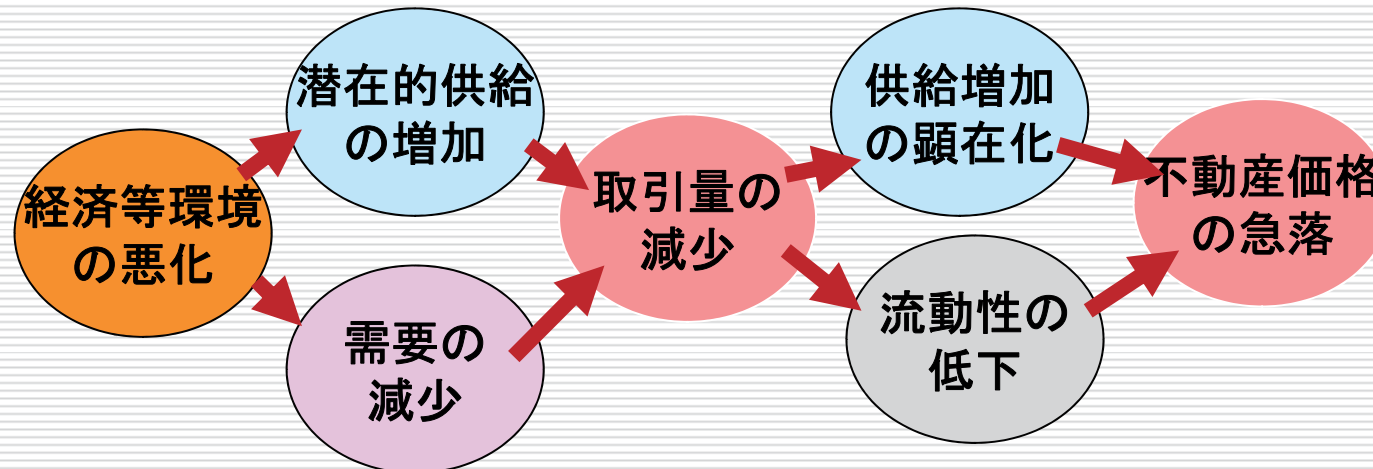 経済等環境
の悪化
潜在的供給
の増加
需要の
減少
取引量の
減少
供給増加
の顕在化
流動性の
低下
不動産価格
の急落